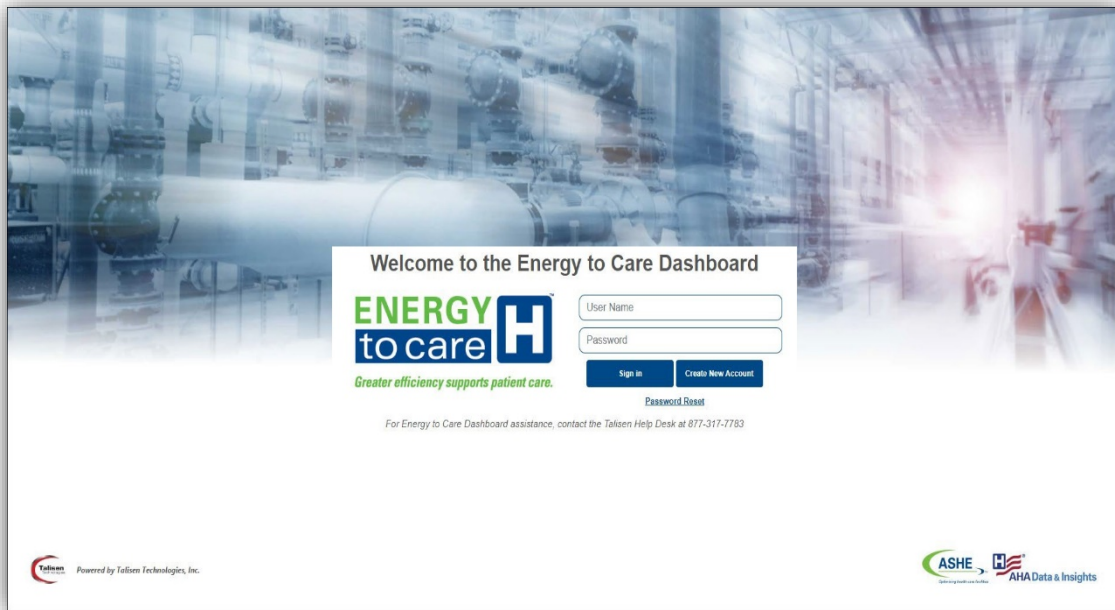 Welcome to the Energy to Care Dashboard
ENERGY H™
to care
Greater efficiency supports patient care.
User Name
Password
Sign in
Create New Account
Password Reset
For Energy to Care Dashboard assistance, contact the Talisen Help Desk at 877-317-7783
Talisen
Powered by Talisen Technologies, Inc.
ASHE
H
AHA Data & Insights